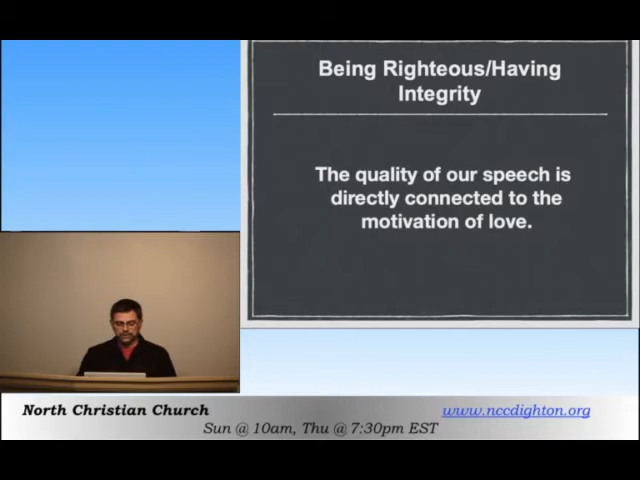 Being Righteous/Having
Integrity
The quality of our speech is
directly connected to the
motivation of love.
North Christian Church
www.nccdighton.org
Sun @ 10am, Thu @ 7:30pm EST